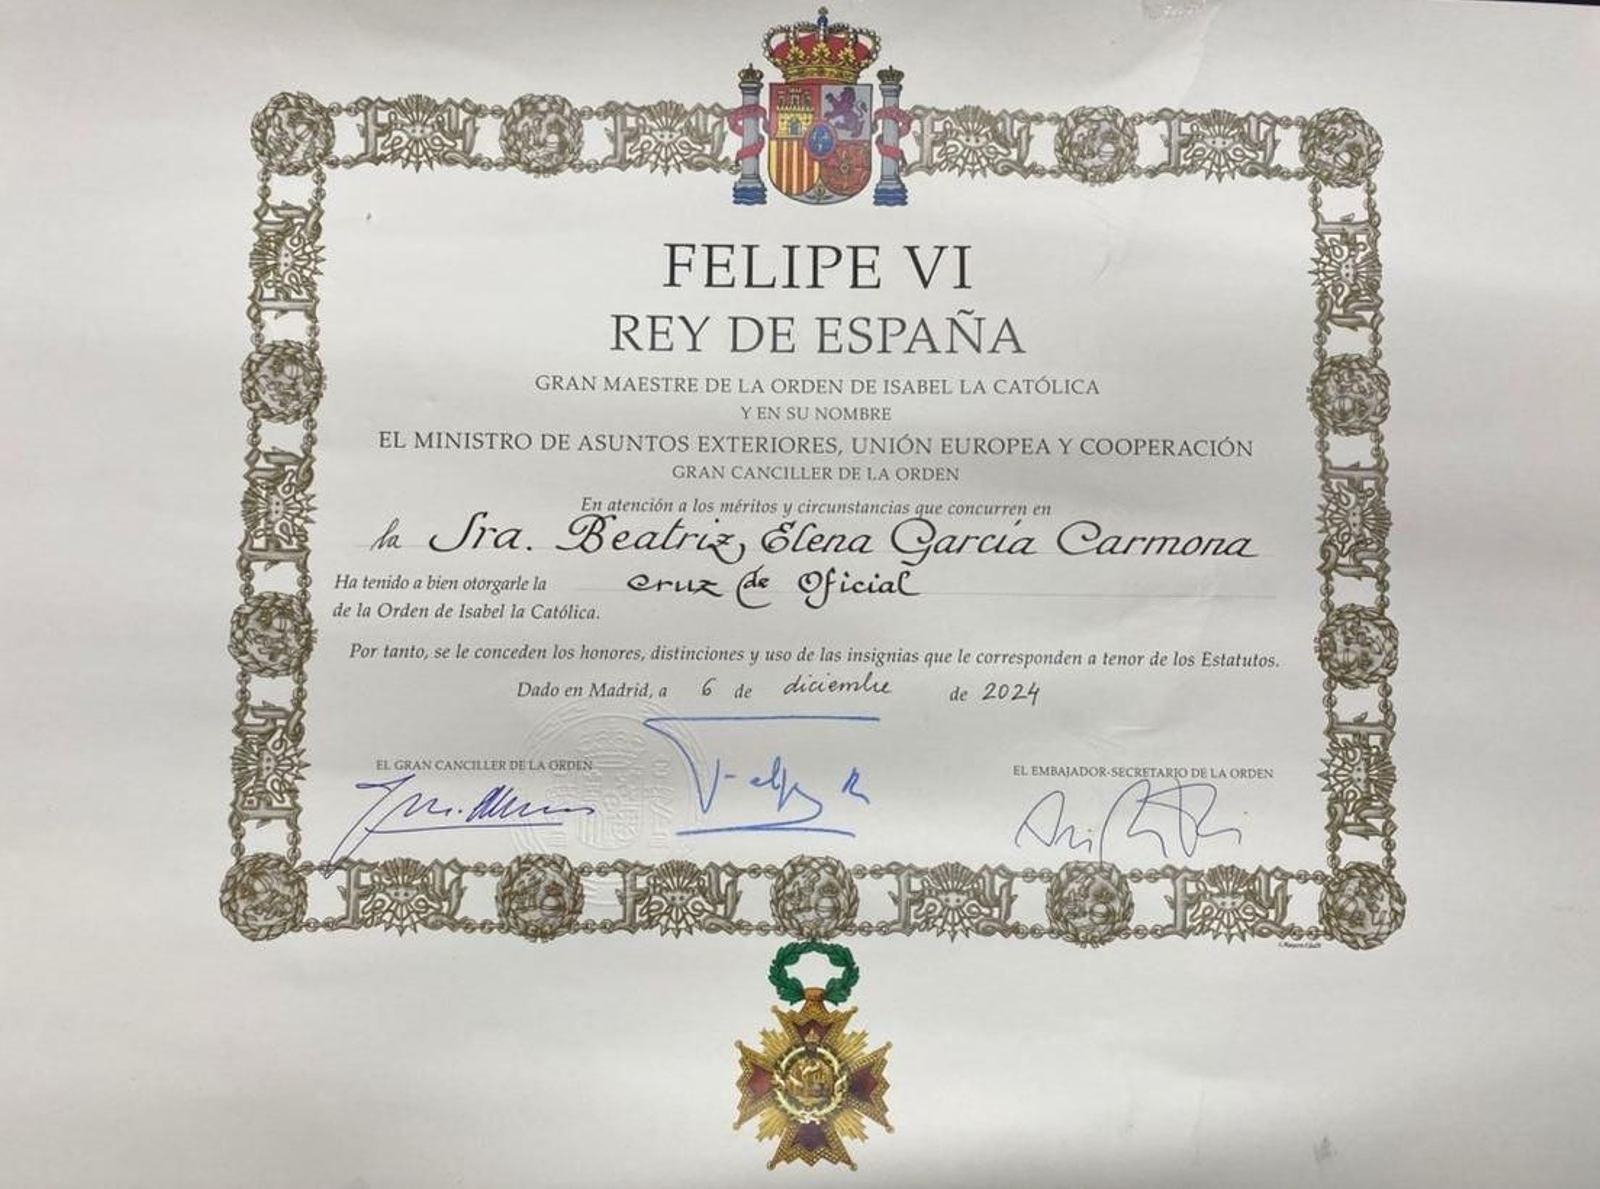 FELIPE VI
REY DE ESPAÑA
GRAN MAESTRE DE LA ORDEN DE ISABEL LA CATÓLICA
Y EN SU NOMBRE
EL MINISTRO DE ASUNTOS EXTERIORES, UNIÓN EUROPEA Y COOPERACIÓN
GRAN CANCILLER DE LA ORDEN
En atención a los méritos y circunstancias que concurren en
la Sra. Beatriz, Elena García Carmona
Ha tenido a bien otorgarle la Cruz de Oficial
de la Orden de Isabel la Católica.
Por tanto, se le conceden los honores, distinciones y uso de las insignias que le corresponden a tenor de los Estatutos.
Dado en Madrid, a 6 de diciembre de 2024
EL GRAN CANCILLER DE LA ORDEN
EL EMBAJADOR-SECRETARIO DE LA ORDEN